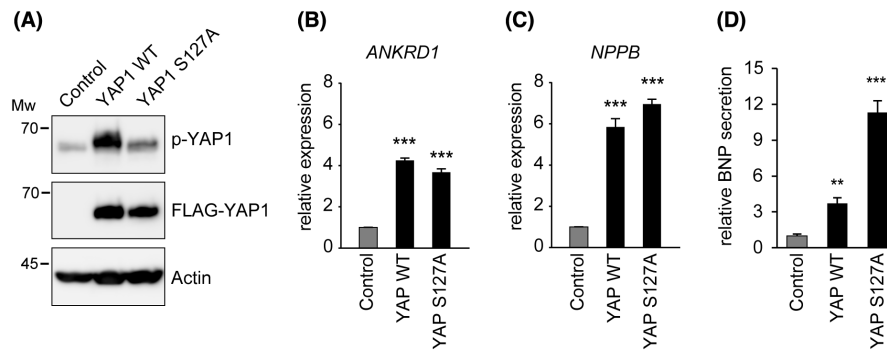 (A)
Control
YAP1 WT
YAP1 S127A
Mw
70
p-YAP1
70
FLAG-YAP1
45
Actin
(B)
ANKRD1
relative expression
8
6
4
2
0
***
***
Control
YAP WT
YAP S127A
(C)
NPPB
relative expression
8
6
4
2
0
***
***
Control
YAP WT
YAP S127A
(D)
relative BNP secretion
15
12
9
6
3
0
**
***
Control
YAP WT
YAP S127A